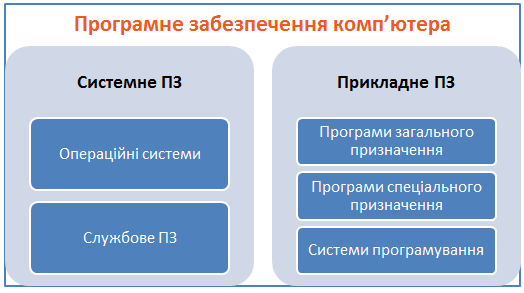 Програмне забезпечення комп’ютера
Системне ПЗ
Операційні системи
Службове ПЗ
Прикладне ПЗ
Програми загального
призначення
Програми спеціального
призначення
Системи програмування